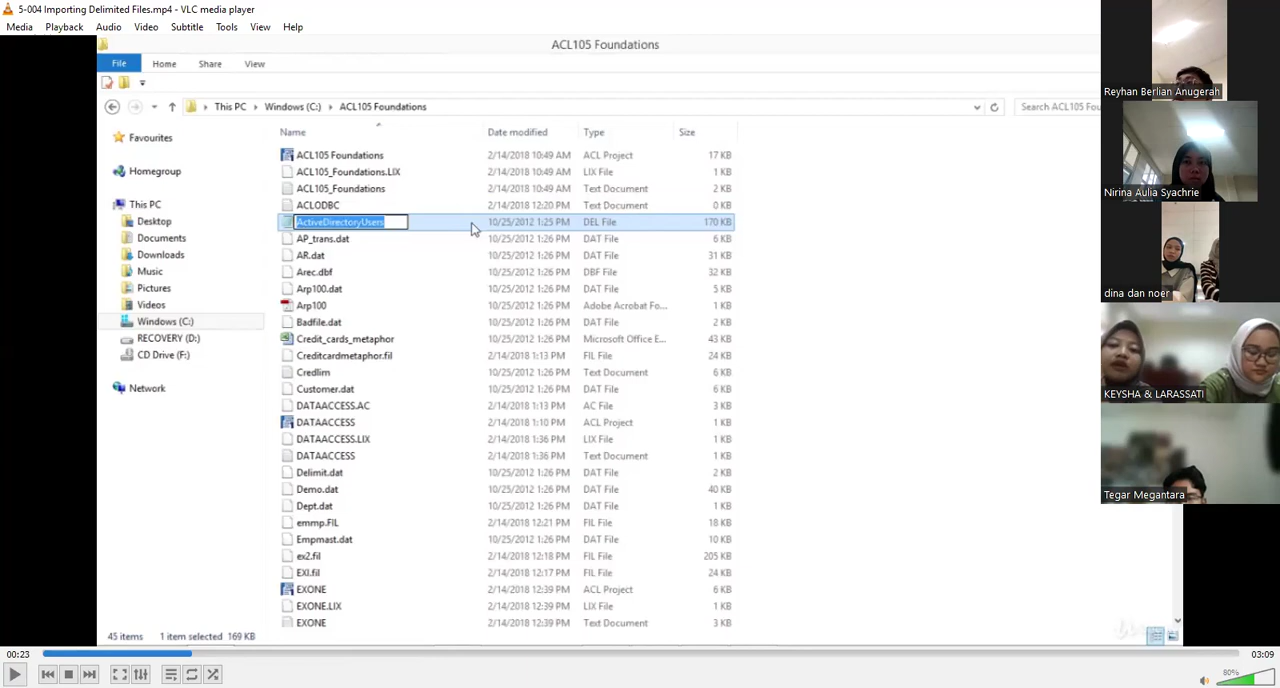 5-004 Importing Delimited Files.mp4 - VLC media player
Media Playback Audio Video Subtitle Tools View Help
ACL105 Foundations
File Home Share View
This PC Windows (C:) ACL105 Foundations
Search ACL105 Fou
Name Date modified Type Size
Favourites
Homegroup
This PC
Desktop
Documents
Downloads
Music
Pictures
Videos
Windows (C:)
RECOVERY (D:)
CD Drive (F:)
Network
ACL105 Foundations 2/14/2018 10:49 AM ACL Project 17 KB
ACL105_Foundations.LIX 2/14/2018 10:49 AM LIX File 1 KB
ACL105_Foundations 2/14/2018 10:49 AM Text Document 2 KB
ACLODBC 2/14/2018 12:20 PM Text Document 0 KB
ActiveDirectoryUsers 10/25/2012 1:25 PM DEL File 170 KB
AP_trans.dat 10/25/2012 1:26 PM DAT File 6 KB
AR.dat 10/25/2012 1:26 PM DAT File 31 KB
Arec.dbf 10/25/2012 1:26 PM DBF File 32 KB
Arp100.dat 10/25/2012 1:26 PM DAT File 5 KB
Arp100 10/25/2012 1:26 PM Adobe Acrobat Fo... 1 KB
Badfile.dat 10/25/2012 1:26 PM DAT File 2 KB
Credit_cards_metaphor 10/25/2012 1:26 PM Microsoft Office E... 43 KB
Creditcardmetaphor.fil 2/14/2018 1:13 PM FIL File 24 KB
Credlim 10/25/2012 1:26 PM Text Document 6 KB
Customer.dat 10/25/2012 1:26 PM DAT File 6 KB
DATAACCESS.AC 2/14/2018 1:13 PM AC File 3 KB
DATAACCESS 2/14/2018 1:10 PM ACL Project 6 KB
DATAACCESS.LIX 2/14/2018 1:36 PM LIX File 1 KB
DATAACCESS 2/14/2018 1:36 PM Text Document 6 KB
Delimit.dat 10/25/2012 1:26 PM DAT File 2 KB
Demo.dat 10/25/2012 1:26 PM DAT File 40 KB
Dept.dat 10/25/2012 1:26 PM DAT File 1 KB
emmp.FIL 2/14/2018 12:21 PM FIL File 18 KB
Empmast.dat 10/25/2012 1:26 PM DAT File 10 KB
ex2.fil 2/14/2018 12:18 PM FIL File 205 KB
EXI.fil 2/14/2018 12:17 PM FIL File 24 KB
EXONE 2/14/2018 12:39 PM ACL Project 6 KB
EXONE.LIX 2/14/2018 12:39 PM LIX File 1 KB
EXONE 2/14/2018 12:39 PM Text Document 3 KB
45 items 1 item selected 169 KB
00:23 03:09
80%
Reyhan Berlian Anugerah
Nirina Aulia Syachrie
dina dan noer
KEYSHA & LARASSATI
Tegar Megantara